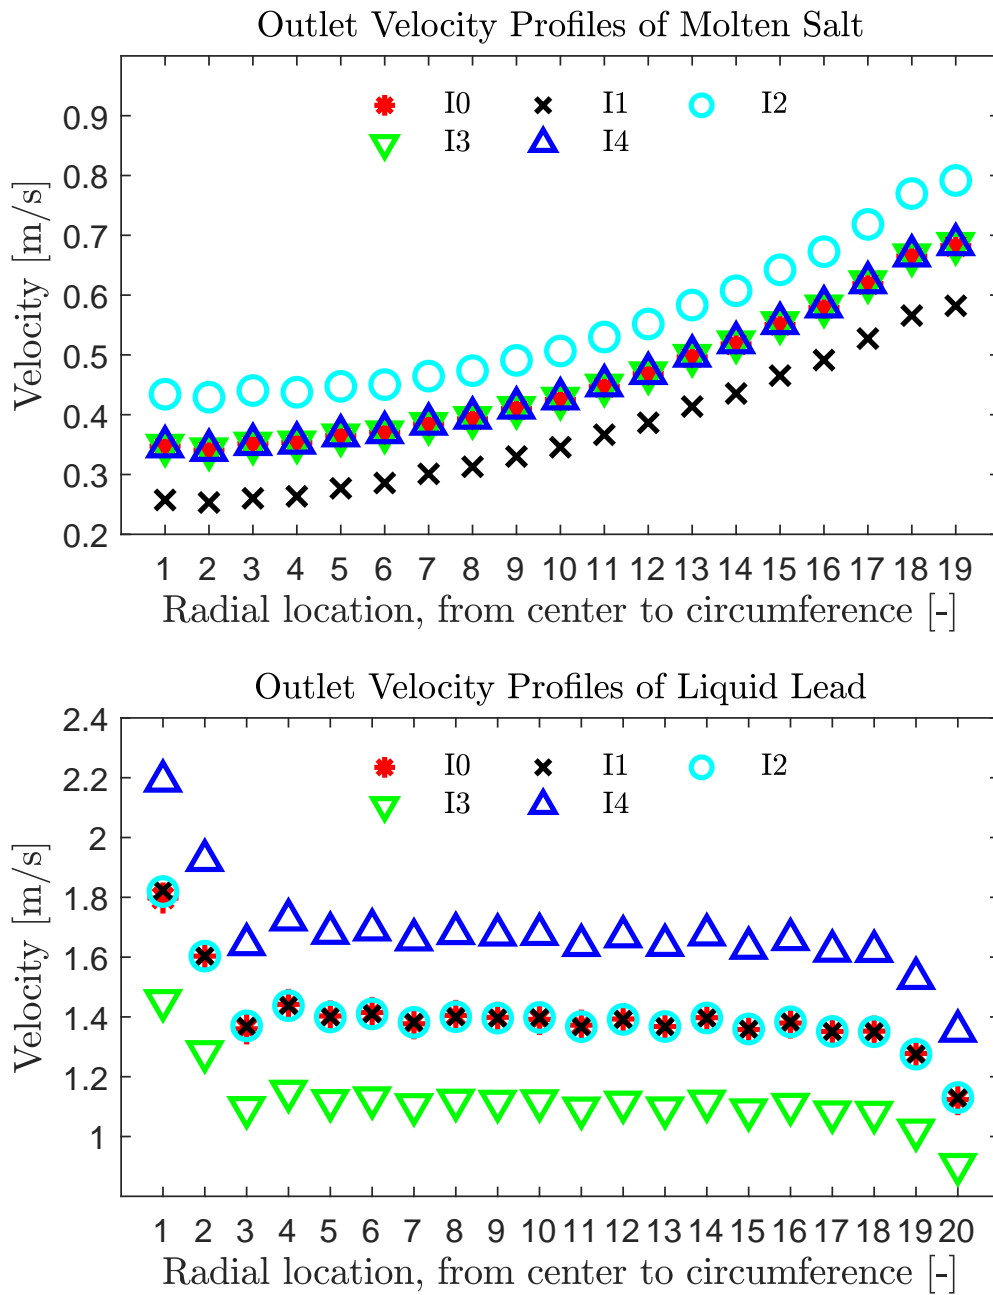 Outlet Velocity Profiles of Molten Salt
I0 I1 I2
I3 I4
Velocity [m/s]
0.9
0.8
0.7
0.6
0.5
0.4
0.3
0.2
1 2 3 4 5 6 7 8 9 10 11 12 13 14 15 16 17 18 19
Radial location, from center to circumference [-]
Outlet Velocity Profiles of Liquid Lead
I0 I1 I2
I3 I4
Velocity [m/s]
2.4
2.2
2
1.8
1.6
1.4
1.2
1
1 2 3 4 5 6 7 8 9 10 11 12 13 14 15 16 17 18 19 20
Radial location, from center to circumference [-]